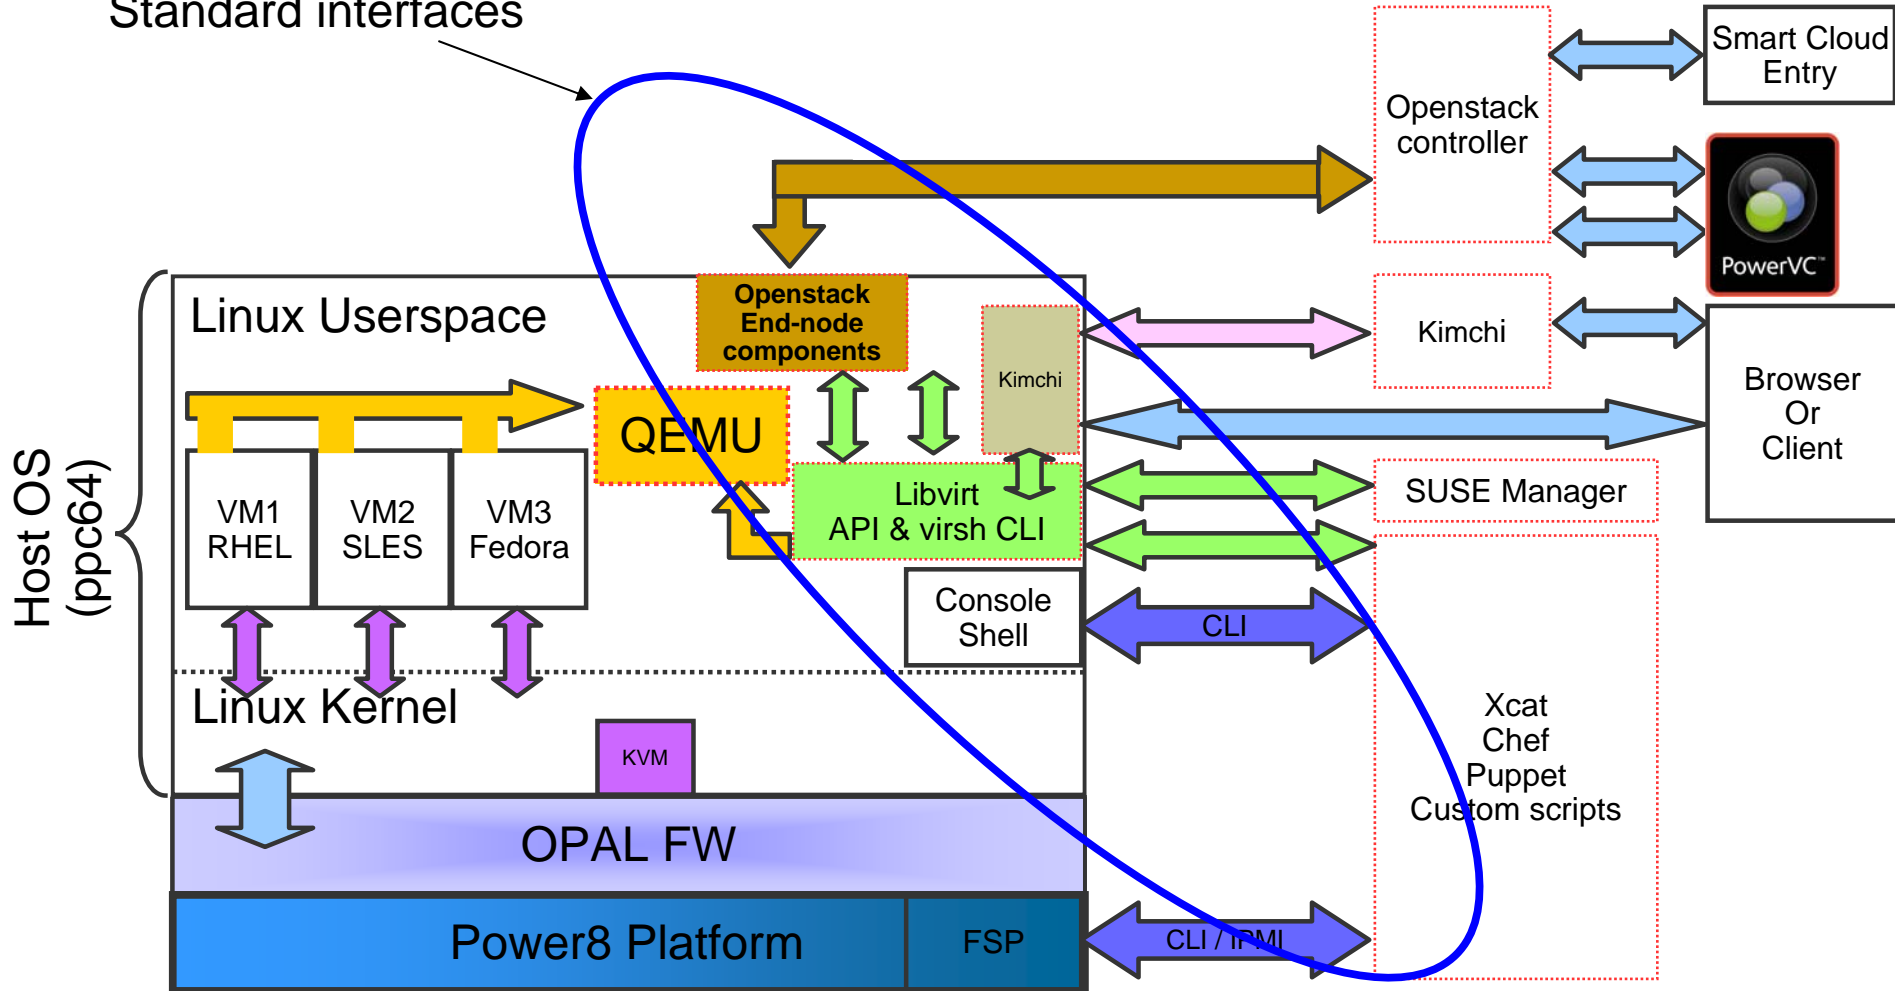 Standard interfaces
Smart Cloud
Entry
Openstack
controller
PowerVC™
Linux Userspace
Openstack
End-node
components
Kimchi
Kimchi
Browser
Or
Client
QEMU
Host OS
(ppc64)
VM1
RHEL
VM2
SLES
VM3
Fedora
Libvirt
API & virsh CLI
SUSE Manager
Console
Shell
CLI
Linux Kernel
KVM
Xcat
Chef
Puppet
Custom scripts
OPAL FW
Power8 Platform
FSP
CLI / IPMI